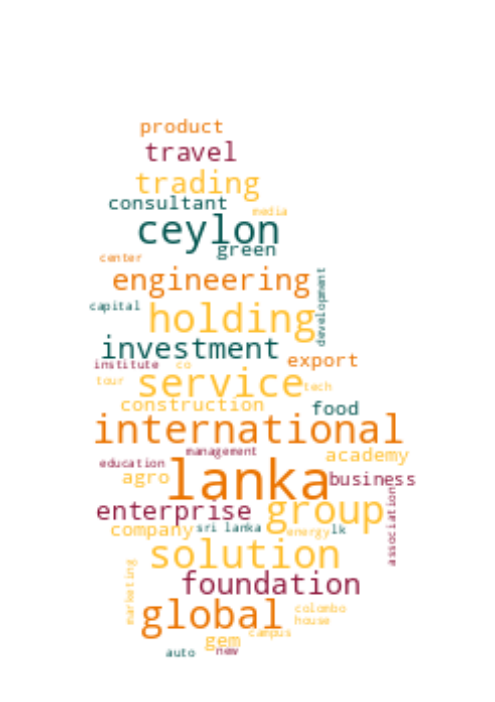 product
travel
trading
consultant
media
ceylon
green
center
engineering
development
capital
holding
investment
institute co
export
tour
service
tech
construction
food
international
management
academy
education
lanka
agro
business
enterprise
group
association
company
sri lanka
energy
lk
solution
foundation
marketing
global
colombo
house
campus
gem
auto
new